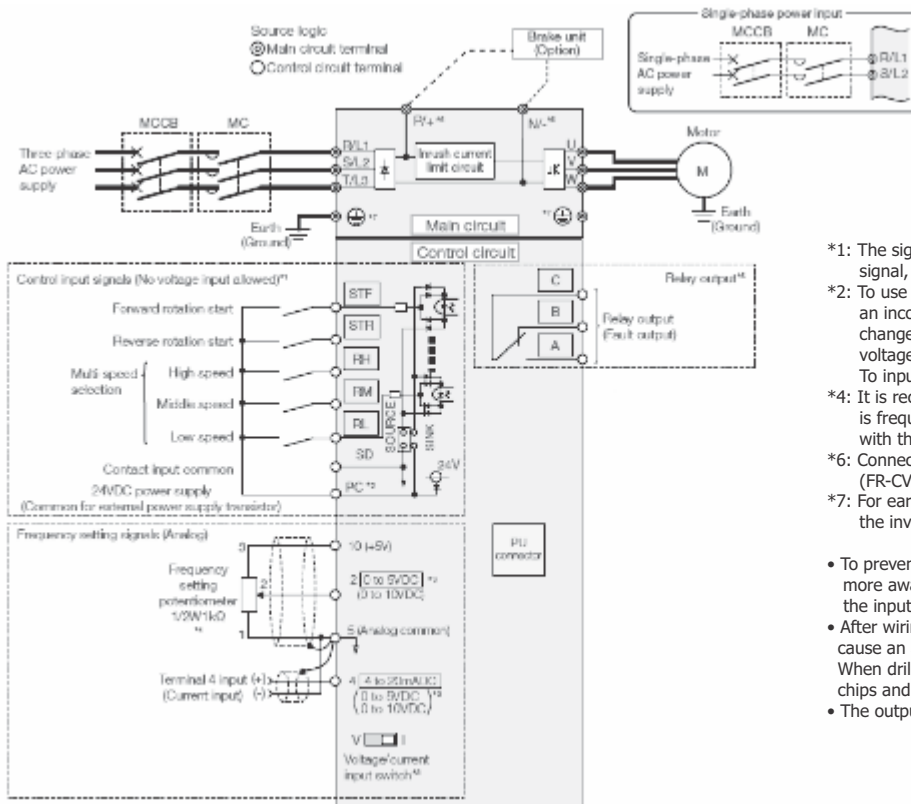 Source logic
Main circuit terminal
Control circuit terminal
Brake unit
(Option)
Single-phase power input
MCCB MC
Single-phase
AC power
supply
R/L1
S/L2
MCCB MC
Three-phase
AC power
supply
R/L1
S/L2
T/L3
Inrush current
limit circuit
N/-
U
V
W
Motor
M
Earth
(Ground)
Earth
(Ground)
*7
*7
Main circuit
Control circuit
Control input signals (No voltage input allowed)*1
Forward rotation start
Reverse rotation start
Multi speed
selection
High speed
Middle speed
Low speed
Contact input common
24VDC power supply
(Common for external power supply transistor)
STF
STR
RH
RM
RL
SD
PC
SOURCE
SINK
24V
Relay output
C
B
A
Relay output
(Fault output)
Frequency setting signals (Analog)
Frequency
setting
potentiometer
1/2W1kΩ
3
2
1
10 (+5V)
2 0 to 5VDC
(0 to 10VDC)
5 (Analog common)
Terminal 4 input (+)
(Current input) (-)
4 4 to 20mADC
0 to 5VDC
0 to 10VDC
V I
Voltage/current
input switch
PU
connector
*1: The sig
signal,
*2: To use
an inco
change
voltage
To inpu
*4: It is rec
is frequ
with th
*6: Connec
(FR-CV
*7: For ear
the inv
• To preven
more awa
the input
• After wirin
cause an
When drill
chips and
• The outpu